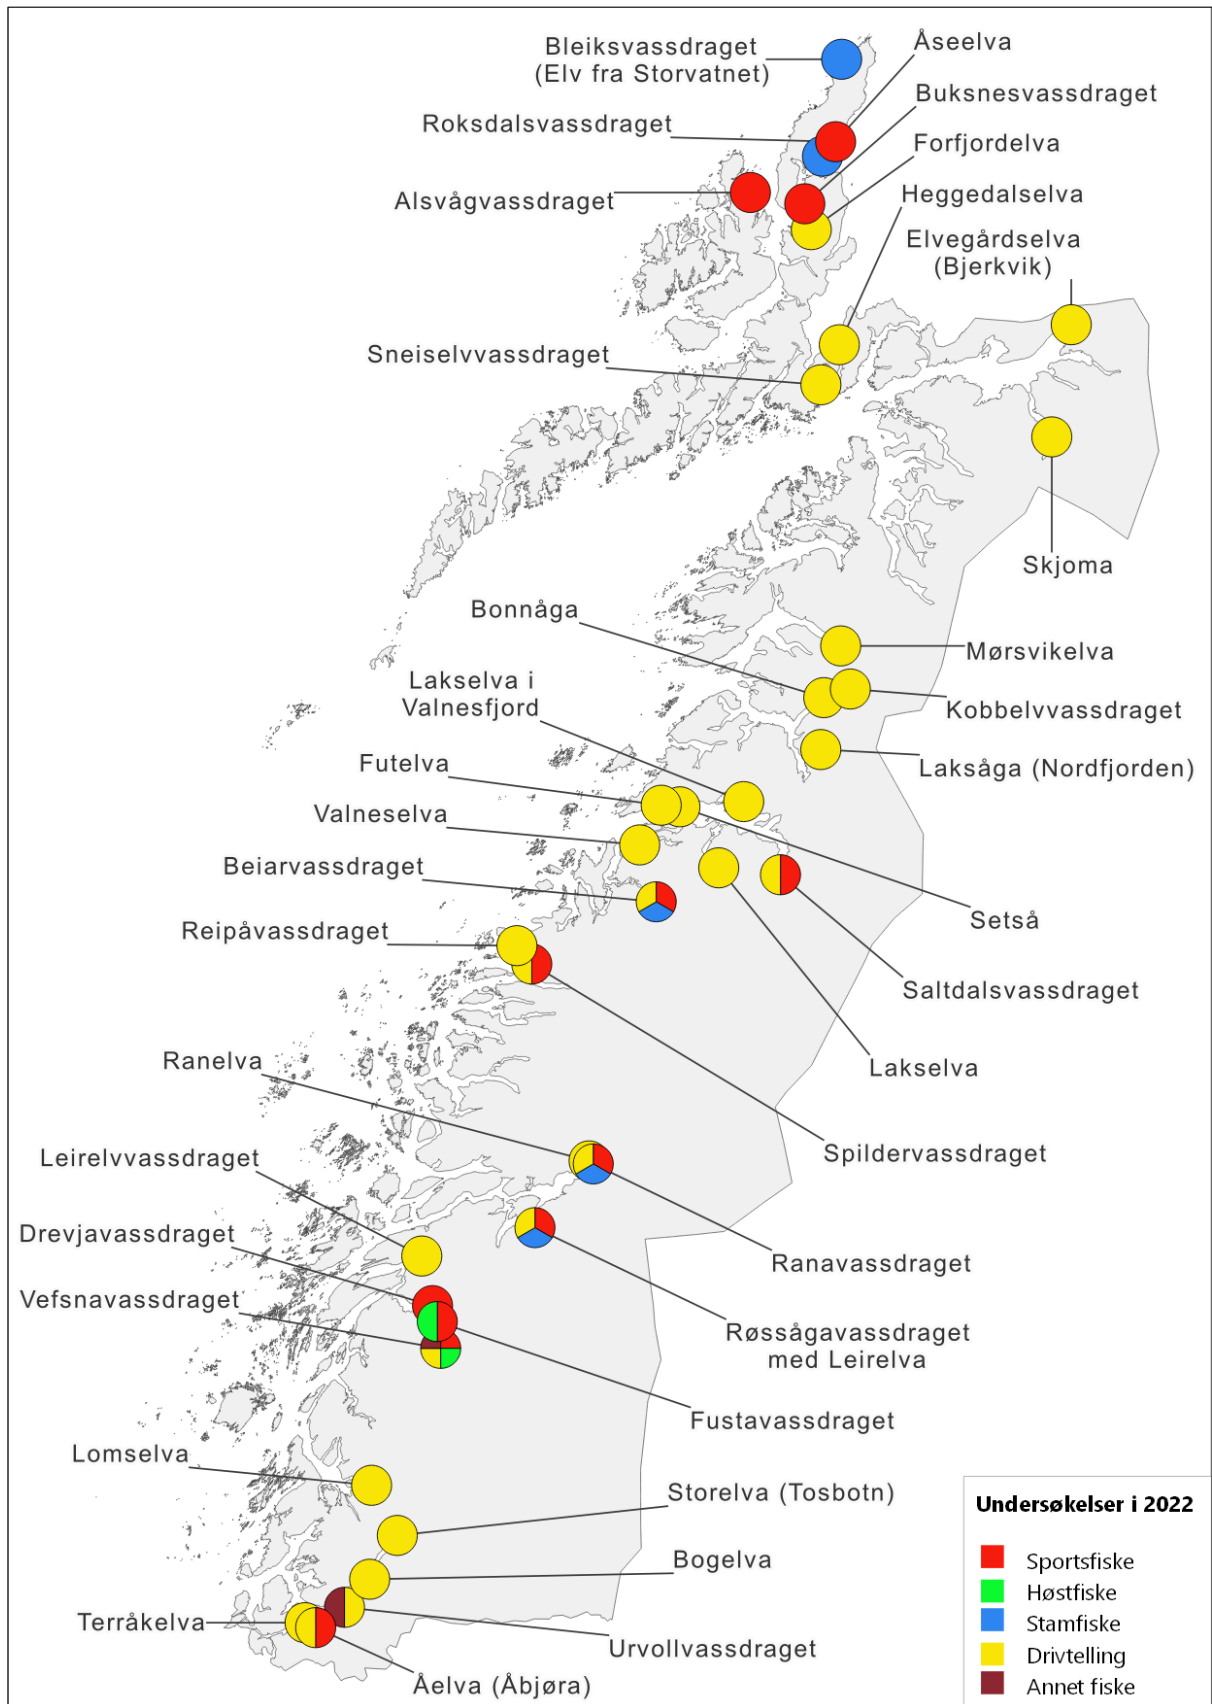 Bleiksvassdraget
(Elv fra Storvatnet)
Åseelva
Buksnesvassdraget
Roksdalsvassdraget
Forfjordelva
Alsvågvassdraget
Heggedalselva
Elvegårdselva
(Bjerkvik)
Sneiselvvassdraget
Skjoma
Bonnåga
Mørsvikelva
Lakselva i
Valnesfjord
Kobbelvvassdraget
Futelva
Laksåga (Nordfjorden)
Valneselva
Beiarvassdraget
Setså
Reipåvassdraget
Saltdalsvassdraget
Ranelva
Lakselva
Leirelvvassdraget
Spildervassdraget
Drevjavassdraget
Ranavassdraget
Vefsnavassdraget
Røssågavassdraget
med Leirelva
Fustavassdraget
Lomselva
Storelva (Tosbotn)
Bogelva
Terråkelva
Urvollvassdraget
Åelva (Åbjøra)
Undersøkelser i 2022
Sportsfiske
Høstfiske
Stamfiske
Drivtelling
Annet fiske